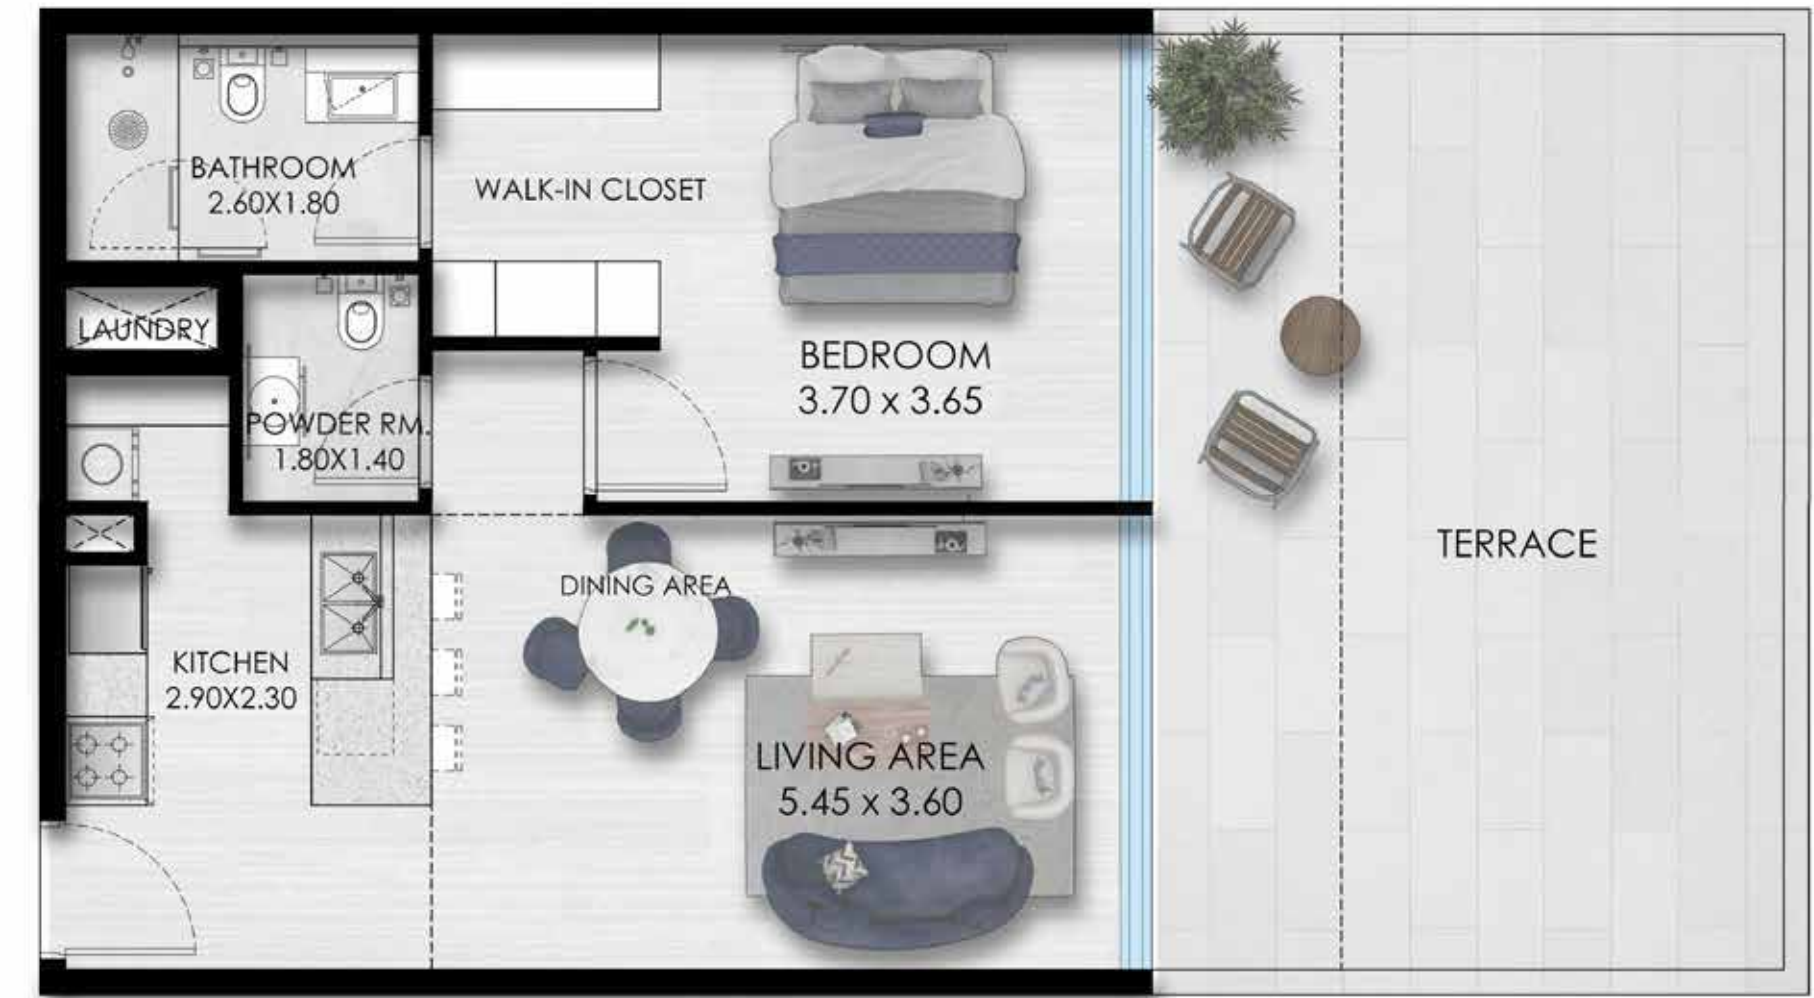 BATHROOM
2.60X1.80
WALK-IN CLOSET
LAUNDRY
BEDROOM
3.70 x 3.65
POWDER RM.
1.80X1.40
TERRACE
DINING AREA
KITCHEN
2.90X2.30
LIVING AREA
5.45 x 3.60